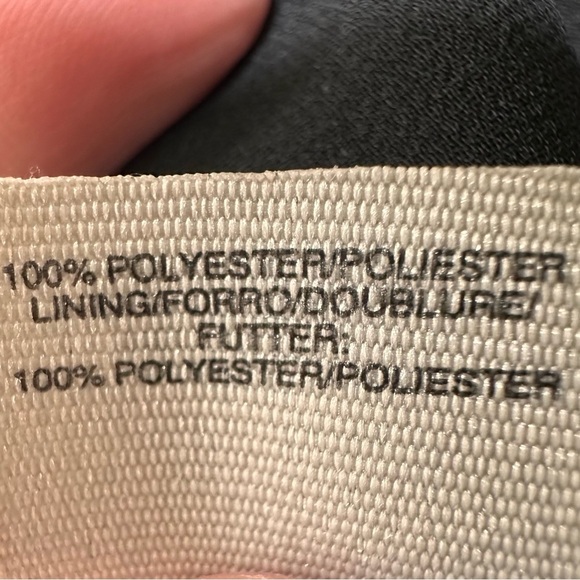 100% POLYESTER/POLIESTER
LINING/FORRO/DOUBLURE/
FUTTER:
100% POLYESTER/POLIESTER